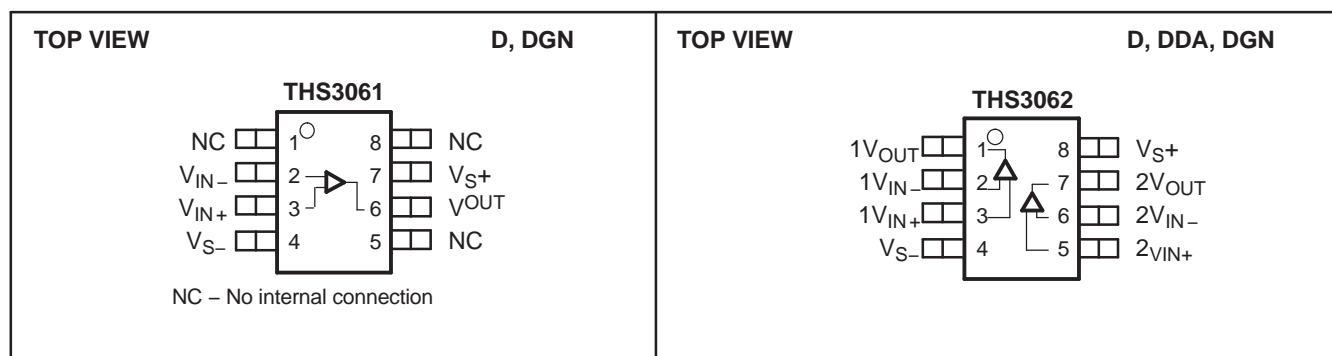 TOP VIEW D, DGN
THS3061
NC 1 8 NC
VIN− 2 7 VS+
VIN+ 3 6 VOUT
VS− 4 5 NC
NC − No internal connection
TOP VIEW D, DDA, DGN
THS3062
1VOUT 1 8 VS+
1VIN− 2 7 2VOUT
1VIN+ 3 6 2VIN−
VS− 4 5 2VIN+